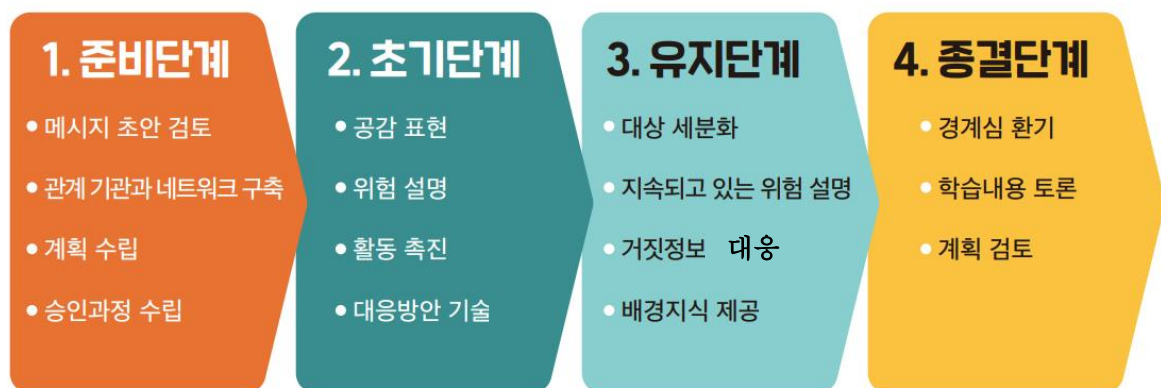 1. 준비단계
• 메시지 초안 검토
• 관계 기관과 네트워크 구축
• 계획 수립
• 승인과정 수립
2. 초기단계
• 공감 표현
• 위험 설명
• 활동 촉진
• 대응방안 기술
3. 유지단계
• 대상 세분화
• 지속되고 있는 위험 설명
• 거짓정보 대응
• 배경지식 제공
4. 종결단계
• 경계심 환기
• 학습내용 토론
• 계획 검토